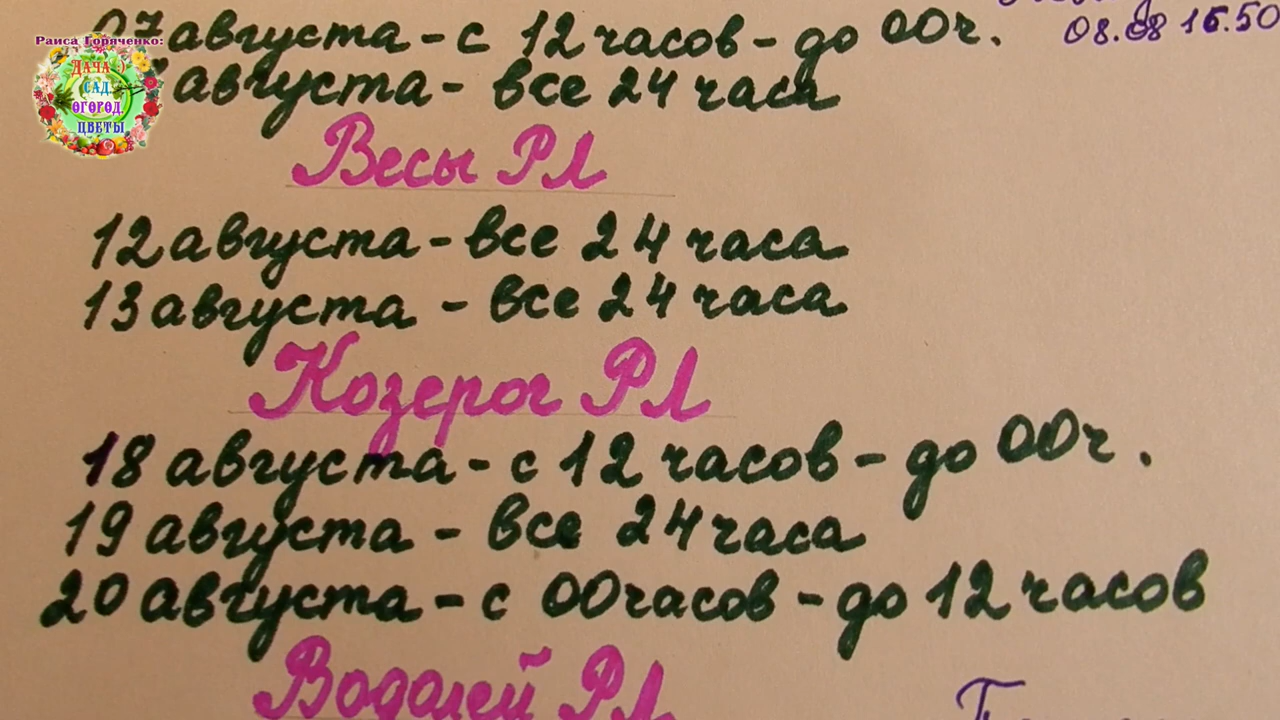 Раиса Горяченко:
ДАЧА :)
САД,
ОГОРОД,
ЦВЕТЫ
августа - с 12 часов - до 00ч.
08.08 16.50
августа - все 24 часа
Весы РЛ
12 августа - все 24 часа
13 августа - все 24 часа
Козерог РЛ
18 августа - с 12 часов - до 00ч.
19 августа - все 24 часа
20 августа - с 00 часов - до 12 часов
Водолей РЛ